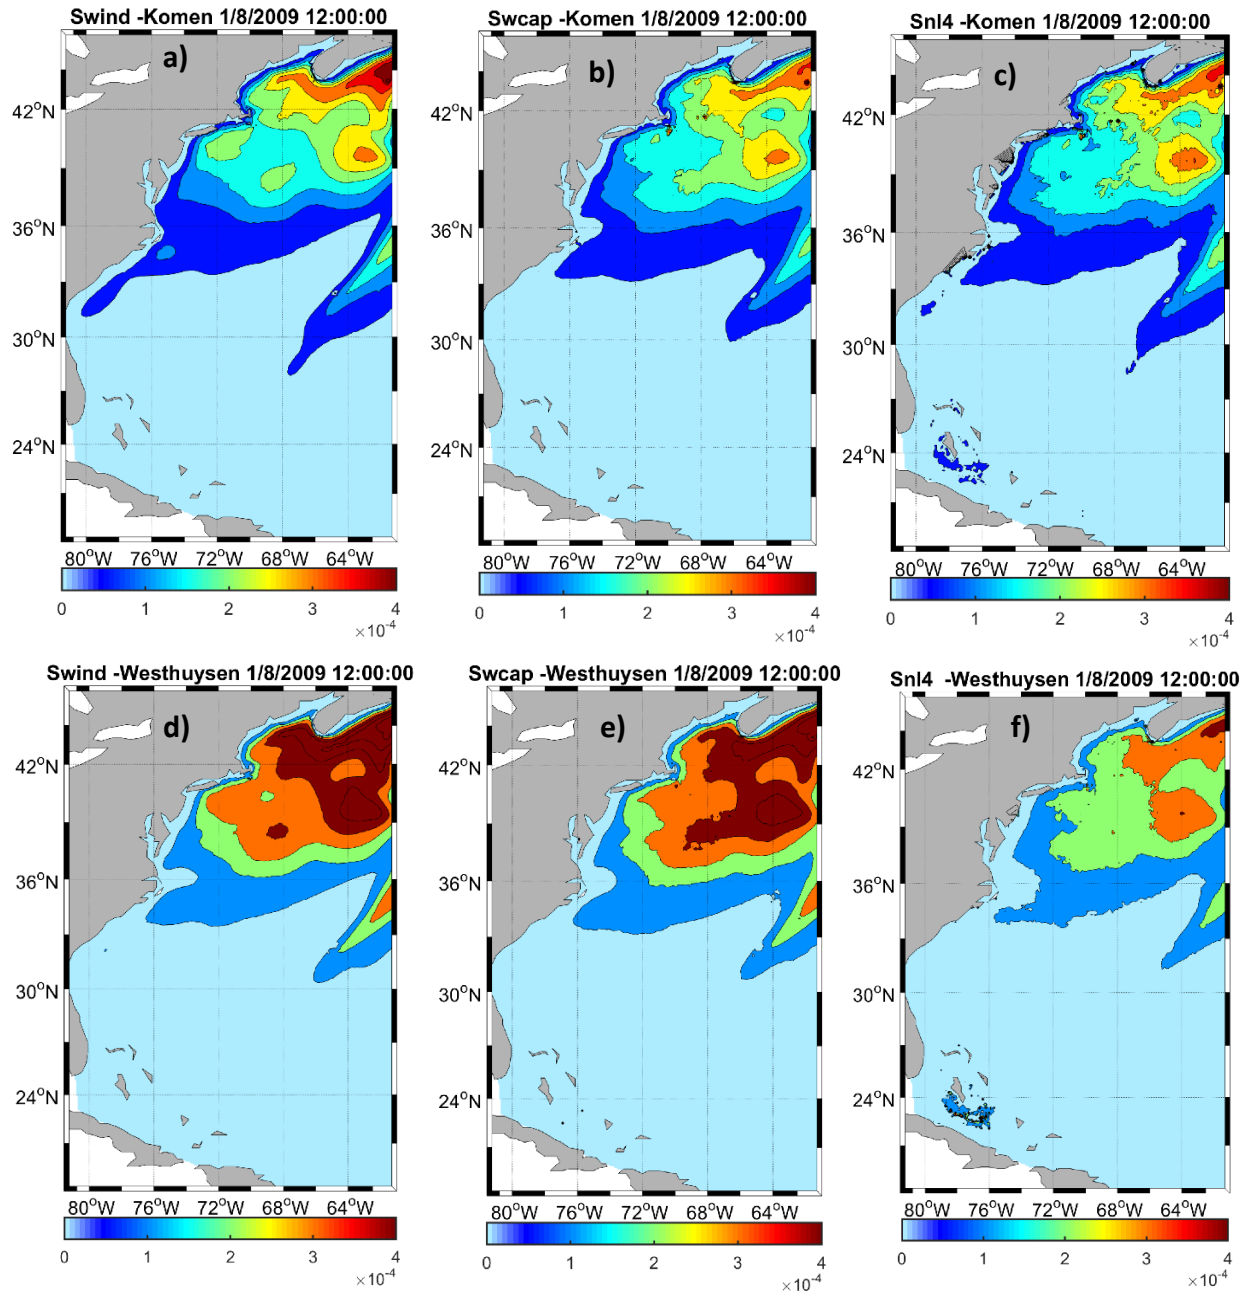 Swind -Komen 1/8/2009 12:00:00
Swcap -Komen 1/8/2009 12:00:00
Snl4 -Komen 1/8/2009 12:00:00
a)
b)
c)
42°N
36°N
30°N
24°N
80°W 76°W 72°W 68°W 64°W
0 1 2 3 4
×10-4
42°N
36°N
30°N
24°N
80°W 76°W 72°W 68°W 64°W
0 1 2 3 4
×10-4
42°N
36°N
30°N
24°N
80°W 76°W 72°W 68°W 64°W
0 1 2 3 4
×10-4
Swind -Westhuysen 1/8/2009 12:00:00
Swcap -Westhuysen 1/8/2009 12:00:00
Snl4 -Westhuysen 1/8/2009 12:00:00
d)
e)
f)
42°N
36°N
30°N
24°N
80°W 76°W 72°W 68°W 64°W
0 1 2 3 4
×10-4
42°N
36°N
30°N
24°N
80°W 76°W 72°W 68°W 64°W
0 1 2 3 4
×10-4
42°N
36°N
30°N
24°N
80°W 76°W 72°W 68°W 64°W
0 1 2 3 4
×10-4